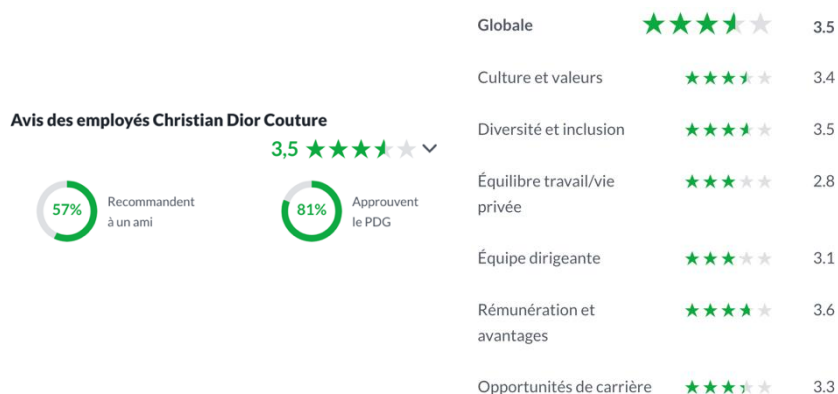 Avis des employés Christian Dior Couture
3,5
57%
Recommandent
à un ami
81%
Approuvent
le PDG
Globale 3.5
Culture et valeurs 3.4
Diversité et inclusion 3.5
Équilibre travail/vie 2.8
privée
Équipe dirigeante 3.1
Rémunération et 3.6
avantages
Opportunités de carrière 3.3